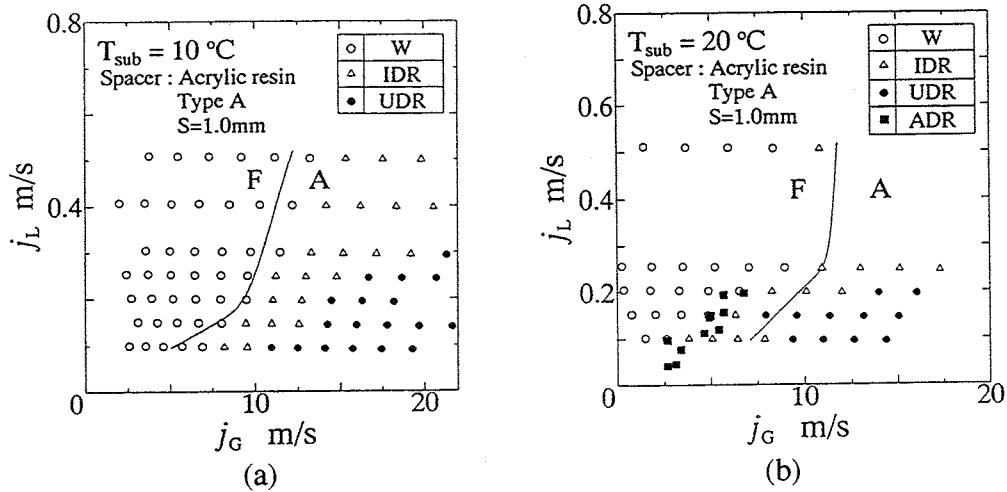 0.8
T_sub = 10 °C
Spacer : Acrylic resin
Type A
S=1.0mm
○ W
△ IDR
● UDR
F A
0.4
j_L m/s
0
0 10 20
j_G m/s
(a)
0.8
T_sub = 20 °C
Spacer : Acrylic resin
Type A
S=1.0mm
○ W
△ IDR
● UDR
■ ADR
0.6
F A
0.4
j_L m/s
0.2
0
0 10 20
j_G m/s
(b)